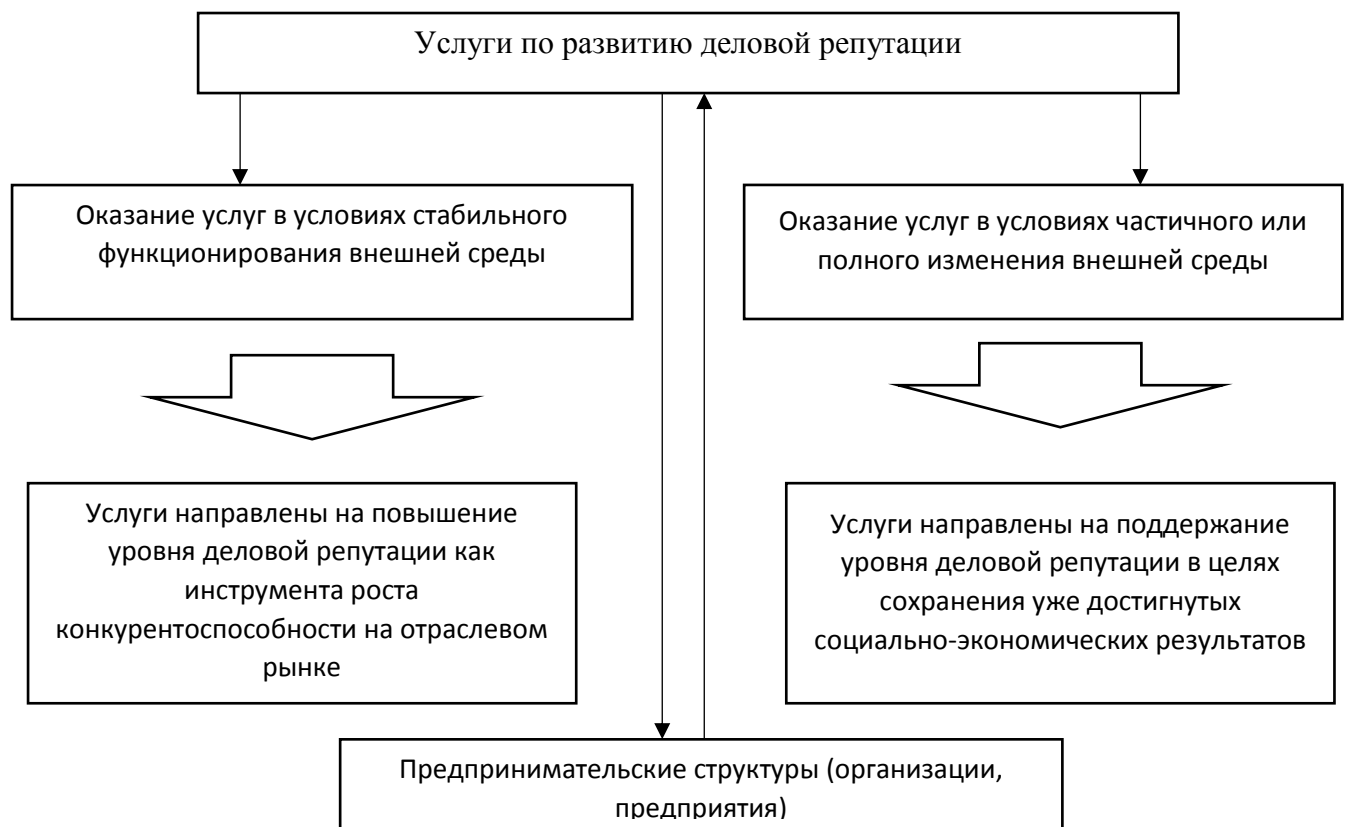 Услуги по развитию деловой репутации
Оказание услуг в условиях стабильного
функционирования внешней среды
Оказание услуг в условиях частичного или
полного изменения внешней среды
Услуги направлены на повышение
уровня деловой репутации как
инструмента роста
конкурентоспособности на отраслевом
рынке
Услуги направлены на поддержание
уровня деловой репутации в целях
сохранения уже достигнутых
социально-экономических результатов
Предпринимательские структуры (организации,
предприятия)